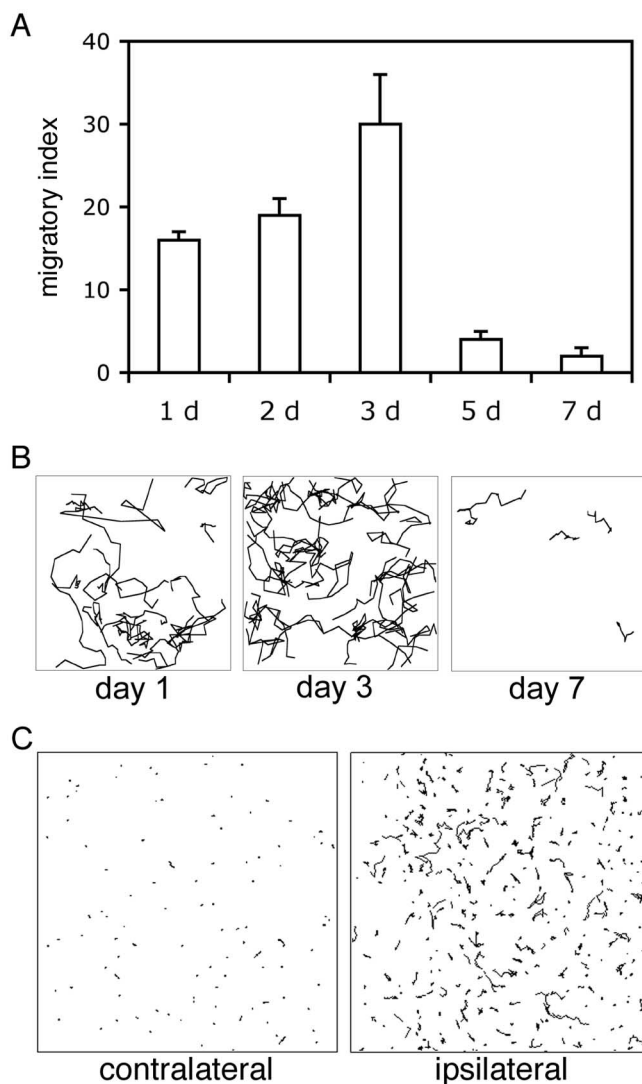 A
migratory index
40
30
20
10
0
1 d 2 d 3 d 5 d 7 d
B
day 1 day 3 day 7
C
contralateral ipsilateral